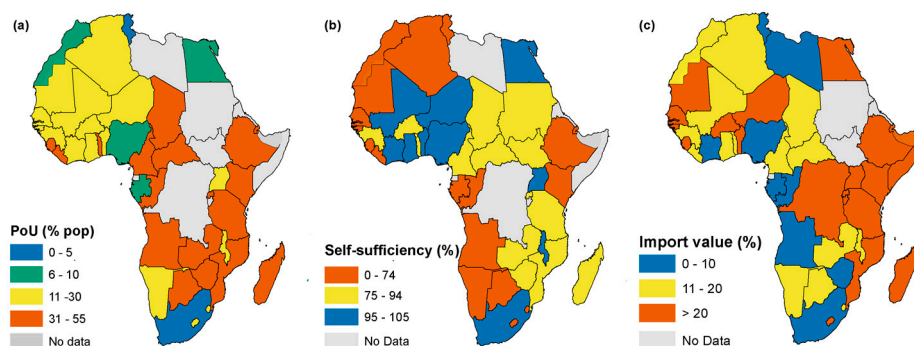 (a)
PoU (% pop)
0 - 5
6 - 10
11 -30
31 - 55
No data
(b)
Self-sufficiency (%)
0 - 74
75 - 94
95 - 105
No Data
(c)
Import value (%)
0 - 10
11 - 20
> 20
No Data